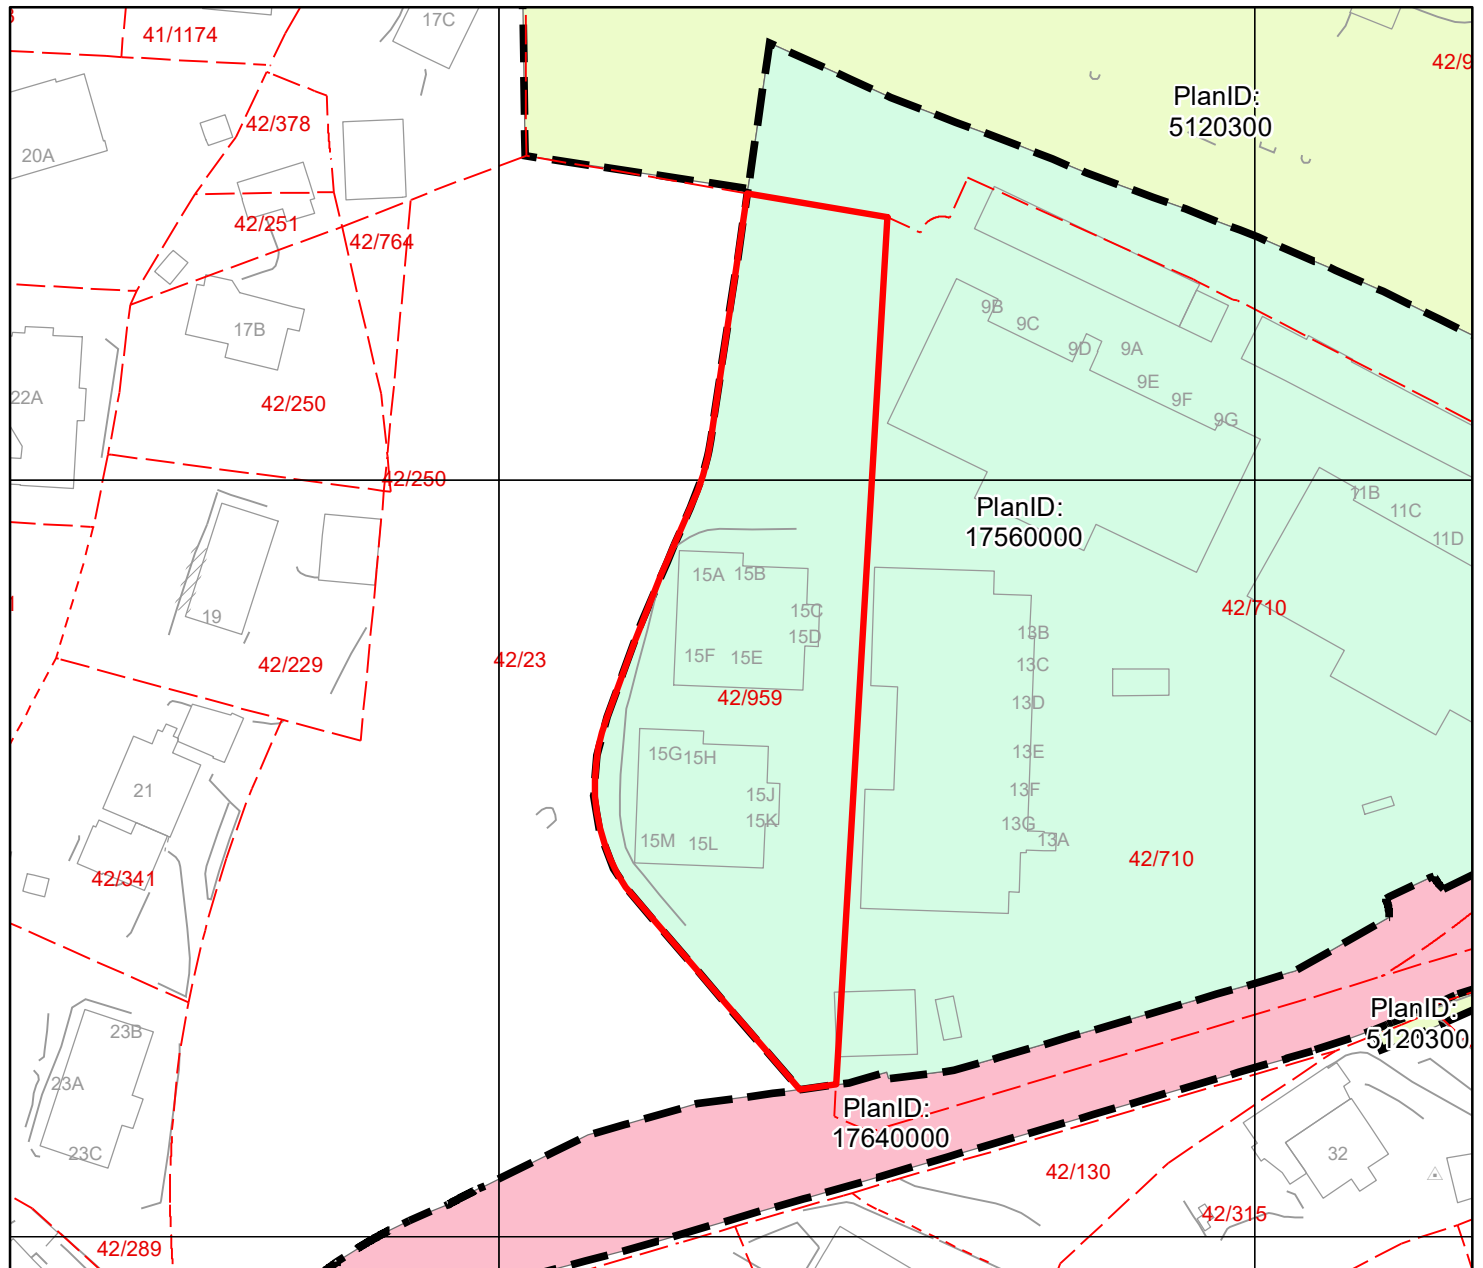 41/1174
17C
42/9
PlanID:
5120300
42/378
20A
42/251
42/764
9B
9C
17B
9D
9A
9E
9F
9G
22A
42/250
42/250
11B
11C
11D
PlanID:
17560000
15A
15B
15C
15D
15F
15E
42/710
19
13B
13C
42/229
42/23
42/959
13D
15G
15H
13E
21
15J
13F
15K
13G
13A
15M
15L
42/710
42/341
PlanID:
5120300
23B
23A
23C
PlanID:
17640000
32
42/130
42/315
42/289